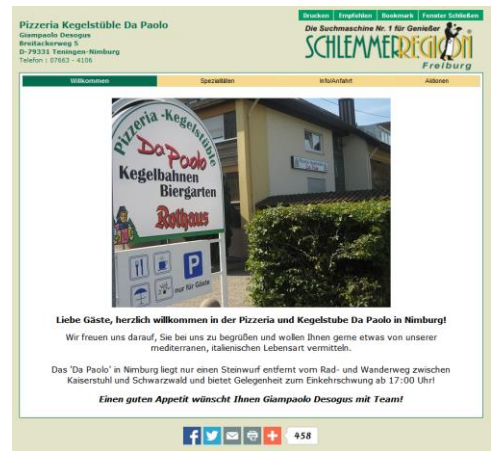 Pizzeria Kegelstüble Da Paolo
Giampaolo Desogus
Breitackerweg 5
D-79331 Teningen-Nimburg
Telefon : 07663 - 4106
Drucken Empfehlen Bookmark Fenster Schließen
Die Suchmaschine Nr. 1 für Genießer
SCHLEMMERREGION
Freiburg
Willkommen Spezialitäten Info/Anfahrt Aktionen
Pizzeria-Kegelstüble
Da Paolo
Kegelbahnen
Biergarten
Rothaus
P
nur für Gäste
Liebe Gäste, herzlich willkommen in der Pizzeria und Kegelstube Da Paolo in Nimburg!
Wir freuen uns darauf, Sie bei uns zu begrüßen und wollen Ihnen gerne etwas von unserer
mediterranen, italienischen Lebensart vermitteln.
Das 'Da Paolo' in Nimburg liegt nur einen Steinwurf entfernt vom Rad- und Wanderweg zwischen
Kaiserstuhl und Schwarzwald und bietet Gelegenheit zum Einkehrschwung ab 17:00 Uhr!
Einen guten Appetit wünscht Ihnen Giampaolo Desogus mit Team!
458